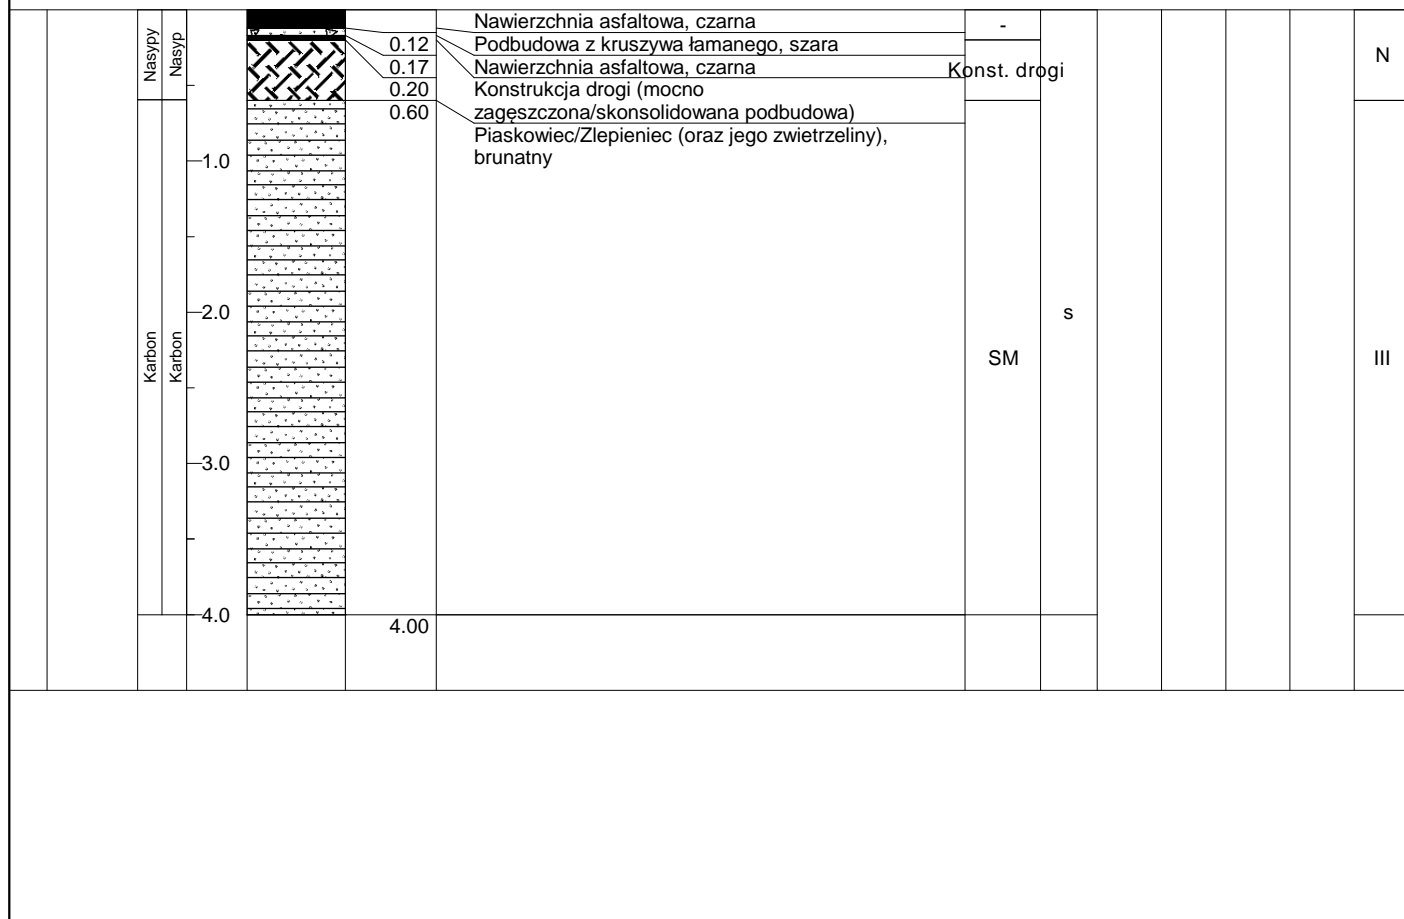 Nasypy
Nasyp
Karbon
Karbon
1.0
2.0
3.0
4.0
0.12
0.17
0.20
0.60
4.00
Nawierzchnia asfaltowa, czarna
Podbudowa z kruszywa łamanego, szara
Nawierzchnia asfaltowa, czarna
Konstrukcja drogi (mocno
zagęszczona/skonsolidowana podbudowa)
Piaskowiec/Zlepieniec (oraz jego zwietrzeliny),
brunatny
-
Konst. drogi
SM
s
N
III